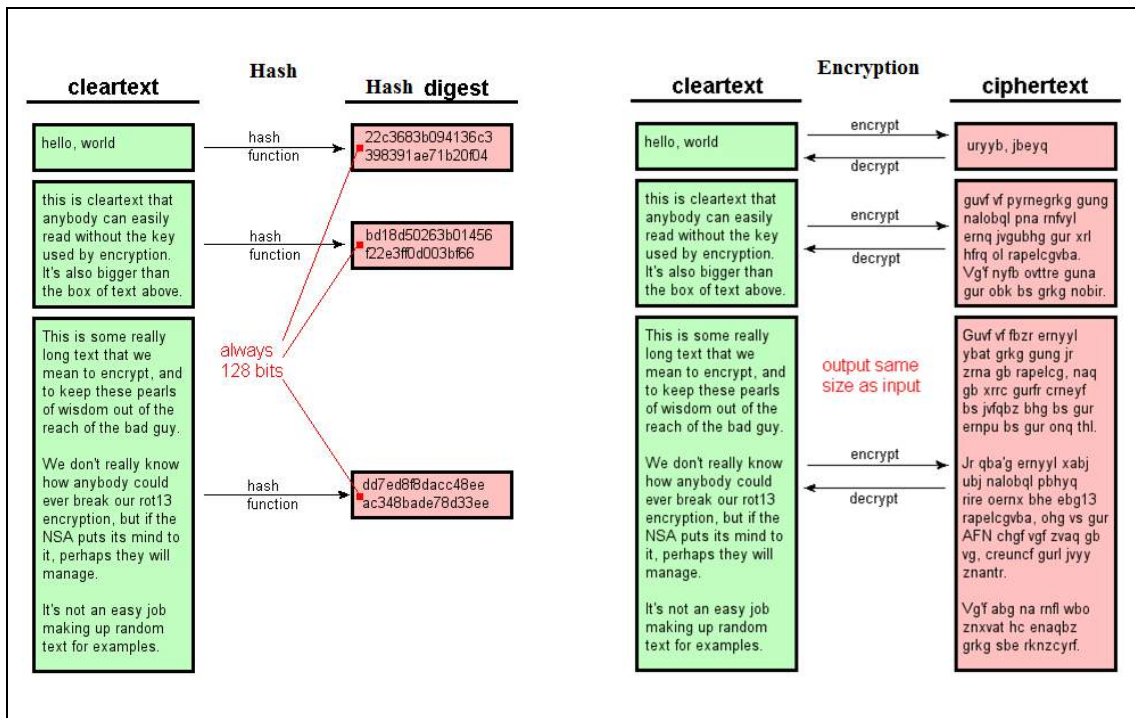 Hash
cleartext
Hash digest
hello, world
hash
function
22c3683b094136c3
398391ae71b20f04
this is cleartext that
anybody can easily
read without the key
used by encryption.
It's also bigger than
the box of text above.
hash
function
bd18d50263b01456
f22e3ff0d003bf66
This is some really
long text that we
mean to encrypt, and
to keep these pearls
of wisdom out of the
reach of the bad guy.
We don't really know
how anybody could
ever break our rot13
encryption, but if the
NSA puts its mind to
it, perhaps they will
manage.
It's not an easy job
making up random
text for examples.
always
128 bits
hash
function
dd7ed8f8dacc48ee
ac348bade78d33ee
Encryption
cleartext
ciphertext
hello, world
encrypt
decrypt
uryyb, jbeyq
this is cleartext that
anybody can easily
read without the key
used by encryption.
It's also bigger than
the box of text above.
encrypt
decrypt
guvf vf pyrnegrkg gung
nalobql pna rnfvyl
ernq jvgubhg gur xrl
hfrq ol rapelcgvba.
Vg'f nyfb ovttre guna
gur obk bs grkg nobir.
This is some really
long text that we
mean to encrypt, and
to keep these pearls
of wisdom out of the
reach of the bad guy.
We don't really know
how anybody could
ever break our rot13
encryption, but if the
NSA puts its mind to
it, perhaps they will
manage.
It's not an easy job
making up random
text for examples.
output same
size as input
encrypt
decrypt
Guvf vf fbzr ernyyl
ybat grkg gung jr
zrna gb rapelcg, naq
gb xrrc gurfr crneyf
bs jvfqbz bhg bs gur
ernpu bs gur onq thl.
Jr qba'g ernyyl xabj
ubj nalobql pbhyq
rire oernx bhe ebg13
rapelcgvba, ohg vs gur
AFN chgf vgf zvaq gb
vg, creuncf gurl jvyy
znantr.
Vg'f abg na rnfl wbo
znxvat hc enaqbz
grkg sbe rknzcyrf.